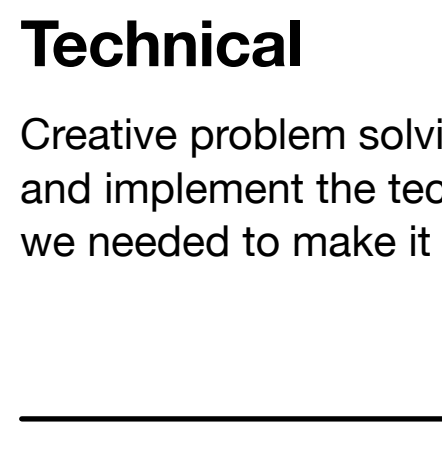 Technical
Creative problem solvi
and implement the tec
we needed to make it